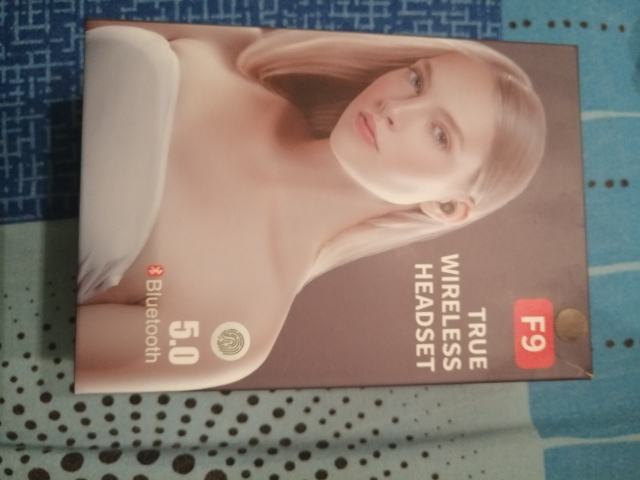 F9
TRUE
WIRELESS
HEADSET
5.0
Bluetooth